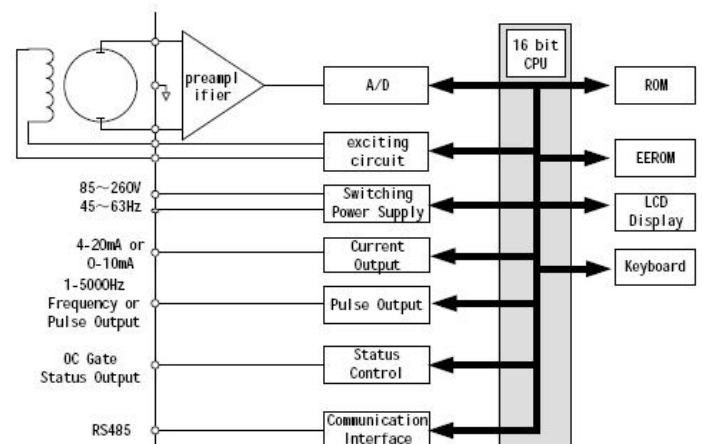 16 bit
CPU
preampl
ifier
A/D
ROM
exciting
circuit
EEROM
85～260V
45～63Hz
Switching
Power Supply
LCD
Display
4-20mA or
0-10mA
Current
Output
Keyboard
1-5000Hz
Frequency or
Pulse Output
Pulse Output
OC Gate
Status Output
Status
Control
RS485
Communication
Interface